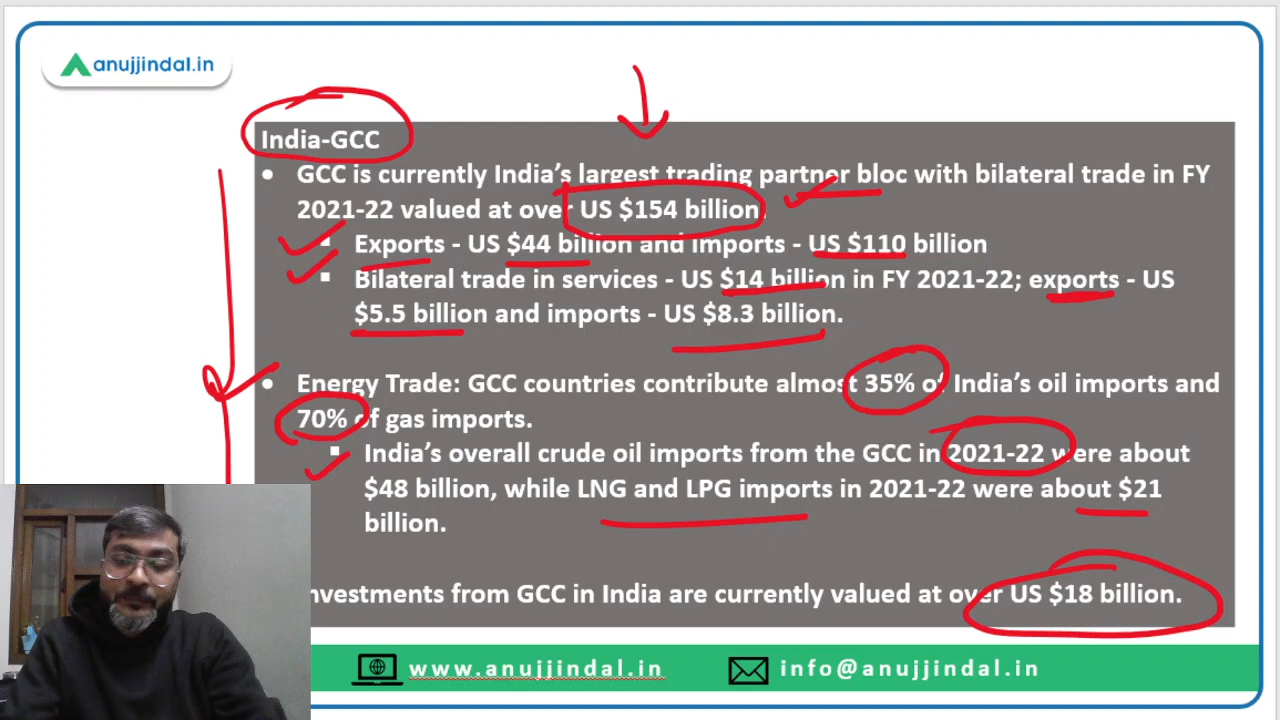 anujjindal.in
India-GCC
• GCC is currently India's largest trading partner bloc with bilateral trade in FY
2021-22 valued at over US $154 billion.
▪ Exports - US $44 billion and imports - US $110 billion
▪ Bilateral trade in services - US $14 billion in FY 2021-22; exports - US
$5.5 billion and imports - US $8.3 billion.
• Energy Trade: GCC countries contribute almost 35% of India's oil imports and
70% of gas imports.
▪ India's overall crude oil imports from the GCC in 2021-22 were about
$48 billion, while LNG and LPG imports in 2021-22 were about $21
billion.
nvestments from GCC in India are currently valued at over US $18 billion.
www.anujjindal.in
info@anujjindal.in